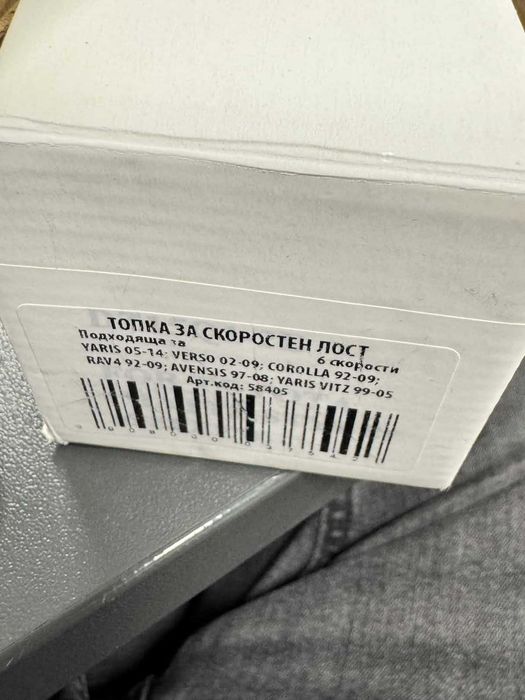 ТОПКА ЗА СКОРОСТЕН ЛОСТ
Подходяща за 6 скорости
YARIS 05-14; VERSO 02-09; COROLLA 92-09;
RAV4 92-09; AVENSIS 97-08; YARIS VITZ 99-05
Арт.код: 58405